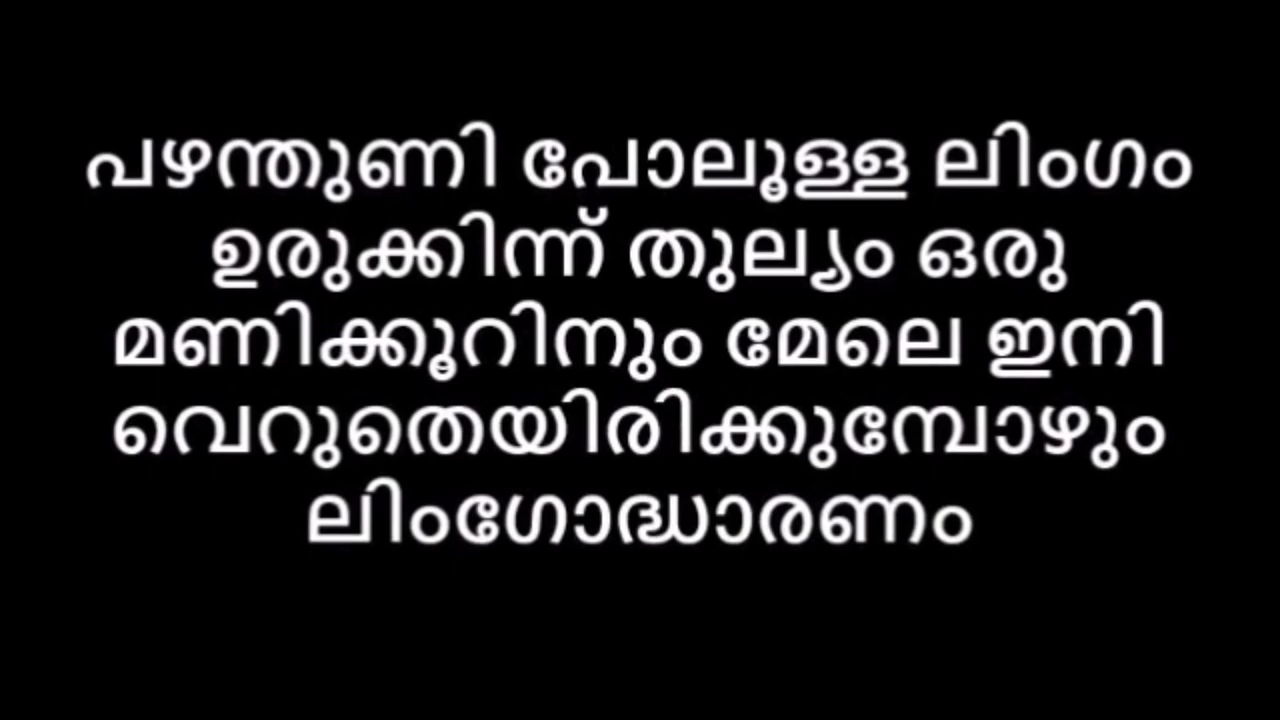 പഴന്തുണി പോലൂള്ള ലിംഗം
ഉരുക്കിന്ന് തുല്യം ഒരു
മണിക്കൂറിനും മേലെ ഇനി
വെറുതെയിരിക്കുമ്പോഴും
ലിംഗോദ്ധാരണം